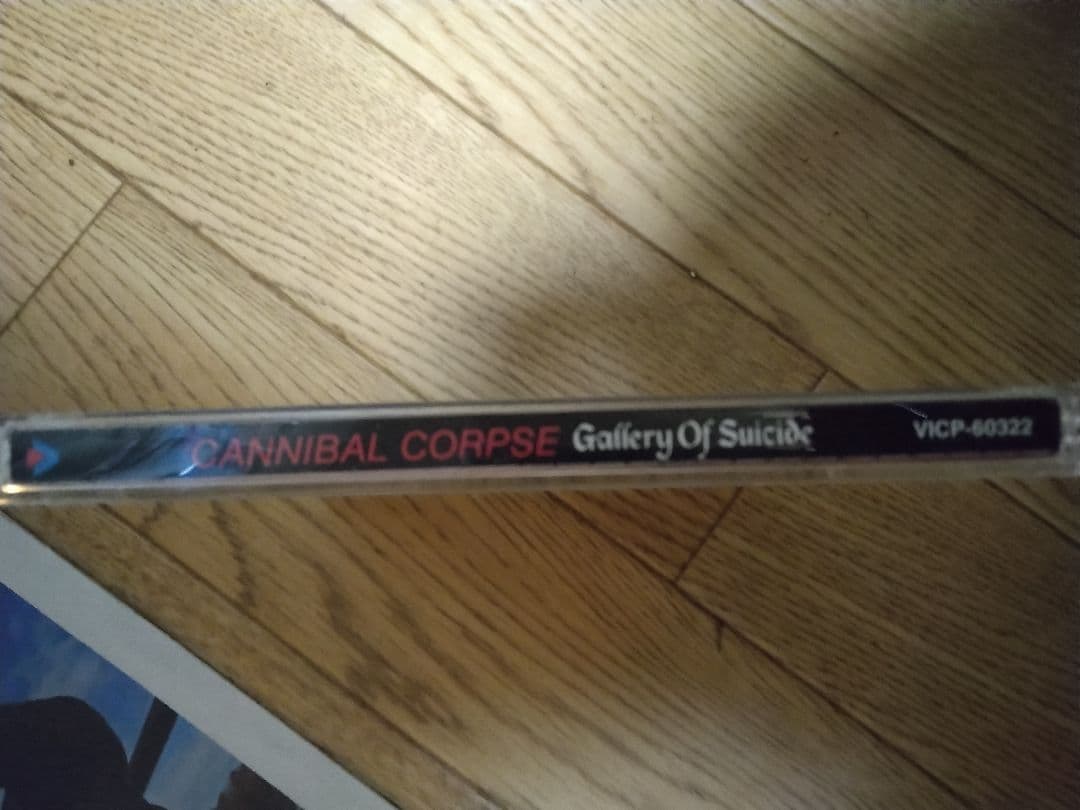 CANNIBAL CORPSE Gallery Of Suicide VICP-60322